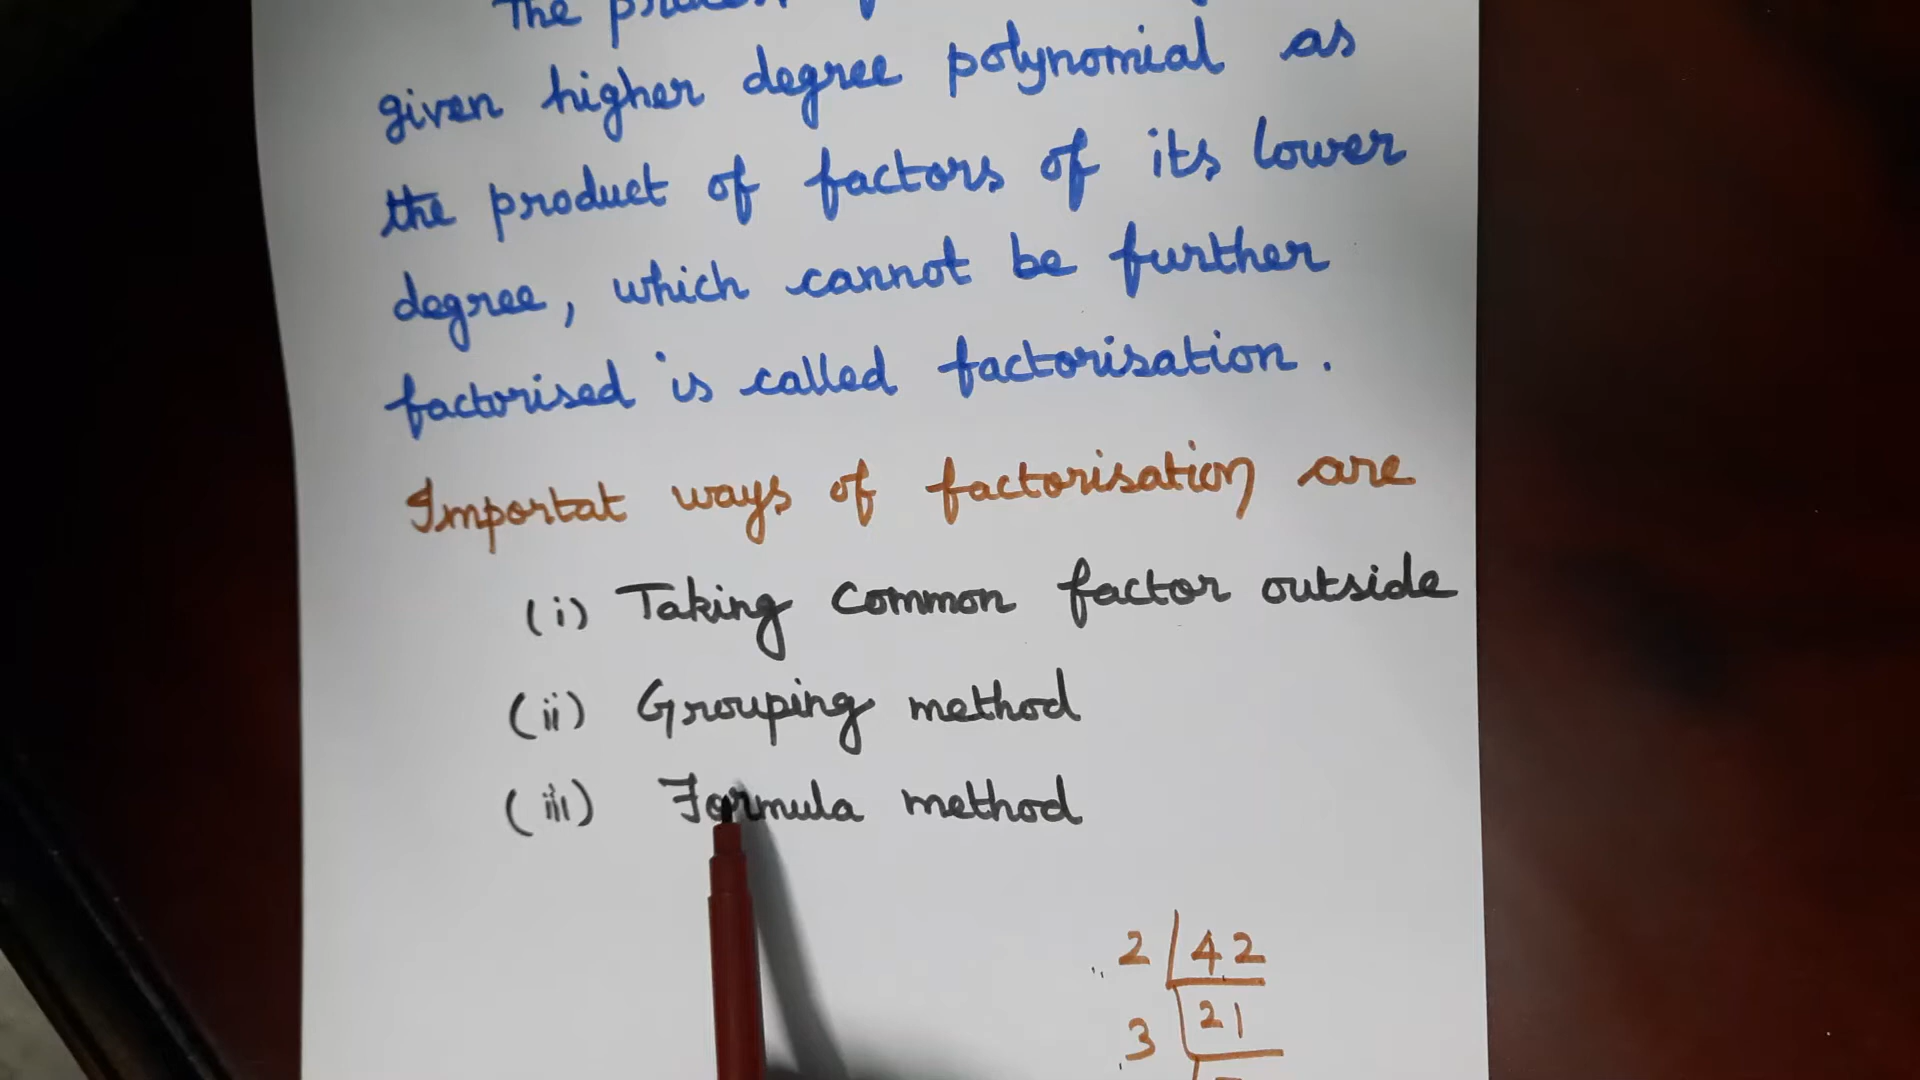 The
given higher degree polynomial as
the product of factors of its lower
degree, which cannot be further
factorised is called factorisation.
Importat ways of factorisation are
(i) Taking Common factor outside
(ii) Grouping method
(iii) Formula method
2 42
3 21